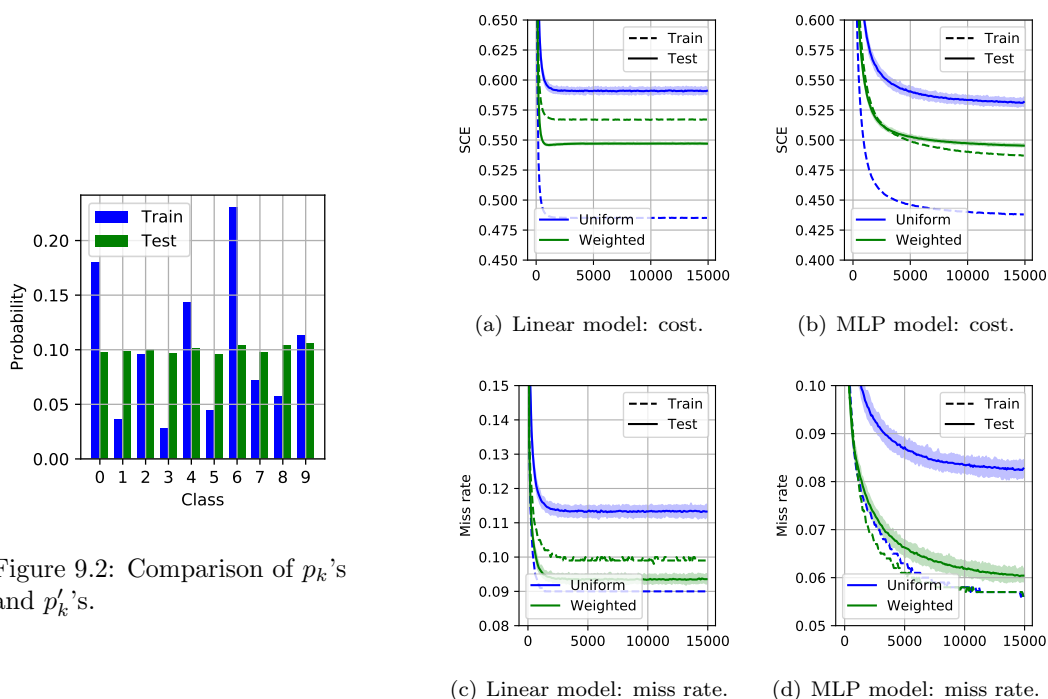 0.20
0.15
0.10
0.05
0.00
Probability
Train
Test
0 1 2 3 4 5 6 7 8 9
Class
Figure 9.2: Comparison of p_k's
and p'_k's.
0.650
0.625
0.600
0.575
0.550
0.525
0.500
0.475
0.450
SCE
Train
Test
Uniform
Weighted
0 5000 10000 15000
(a) Linear model: cost.
0.600
0.575
0.550
0.525
0.500
0.475
0.450
0.425
0.400
SCE
Train
Test
Uniform
Weighted
0 5000 10000 15000
(b) MLP model: cost.
0.15
0.14
0.13
0.12
0.11
0.10
0.09
0.08
Miss rate
Train
Test
Uniform
Weighted
0 5000 10000 15000
(c) Linear model: miss rate.
0.10
0.09
0.08
0.07
0.06
0.05
Miss rate
Train
Test
Uniform
Weighted
0 5000 10000 15000
(d) MLP model: miss rate.